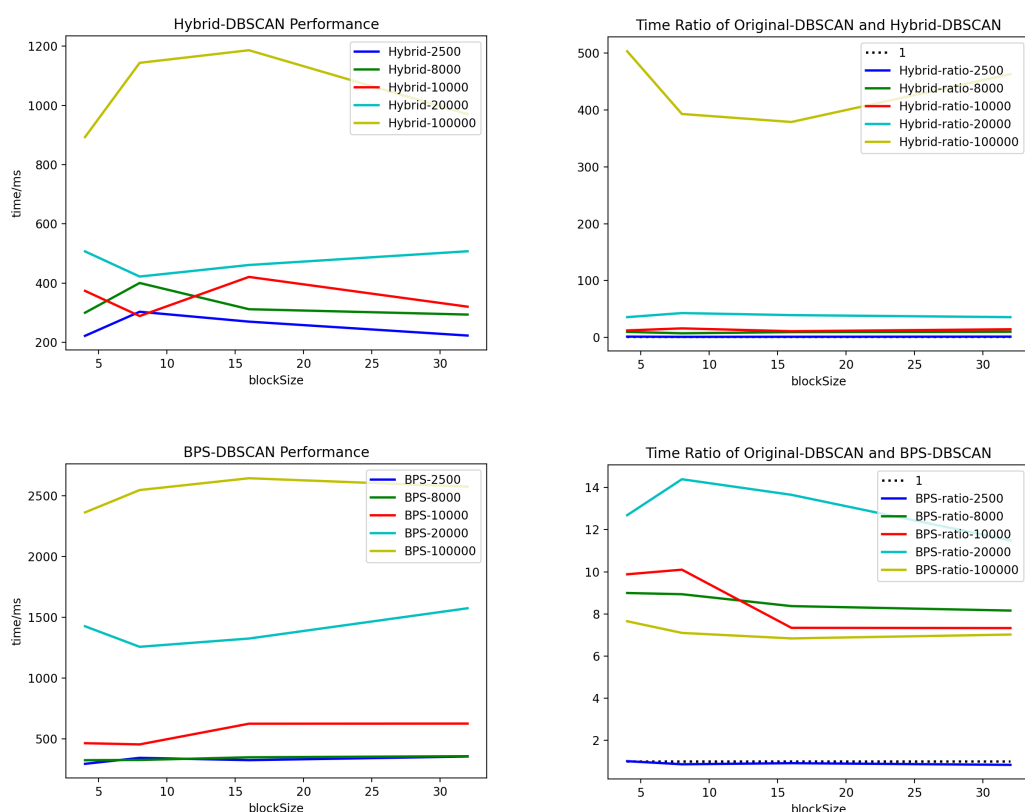 Hybrid-DBSCAN Performance
1200
1000
800
600
400
200
time/ms
5
10
15
20
25
30
blockSize
Hybrid-2500
Hybrid-8000
Hybrid-10000
Hybrid-20000
Hybrid-100000
Time Ratio of Original-DBSCAN and Hybrid-DBSCAN
500
400
300
200
100
0
5
10
15
20
25
30
blockSize
1
Hybrid-ratio-2500
Hybrid-ratio-8000
Hybrid-ratio-10000
Hybrid-ratio-20000
Hybrid-ratio-100000
BPS-DBSCAN Performance
2500
2000
1500
1000
500
time/ms
5
10
15
20
25
30
blockSize
BPS-2500
BPS-8000
BPS-10000
BPS-20000
BPS-100000
Time Ratio of Original-DBSCAN and BPS-DBSCAN
14
12
10
8
6
4
2
5
10
15
20
25
30
blockSize
1
BPS-ratio-2500
BPS-ratio-8000
BPS-ratio-10000
BPS-ratio-20000
BPS-ratio-100000